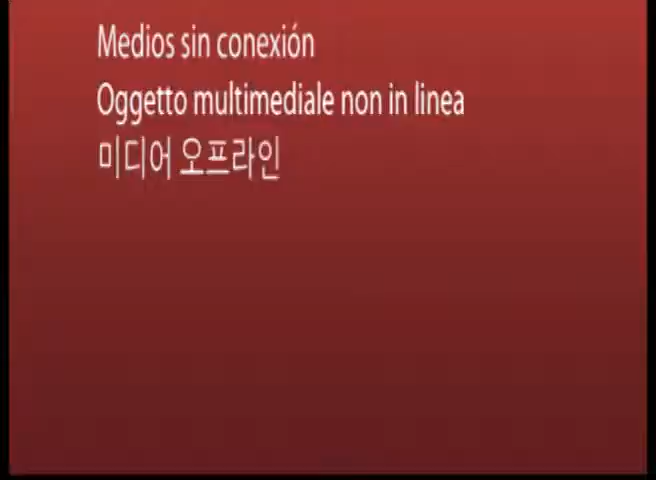 Medios sin conexión
Oggetto multimediale non in linea
미디어 오프라인